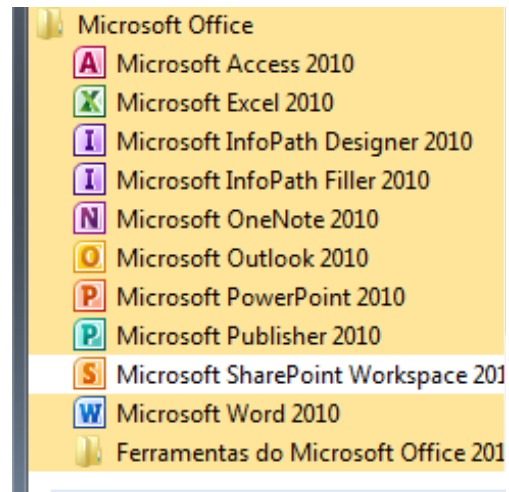 Microsoft Office
A Microsoft Access 2010
X Microsoft Excel 2010
I Microsoft InfoPath Designer 2010
I Microsoft InfoPath Filler 2010
N Microsoft OneNote 2010
O Microsoft Outlook 2010
P Microsoft PowerPoint 2010
P Microsoft Publisher 2010
S Microsoft SharePoint Workspace 201
W Microsoft Word 2010
Ferramentas do Microsoft Office 201